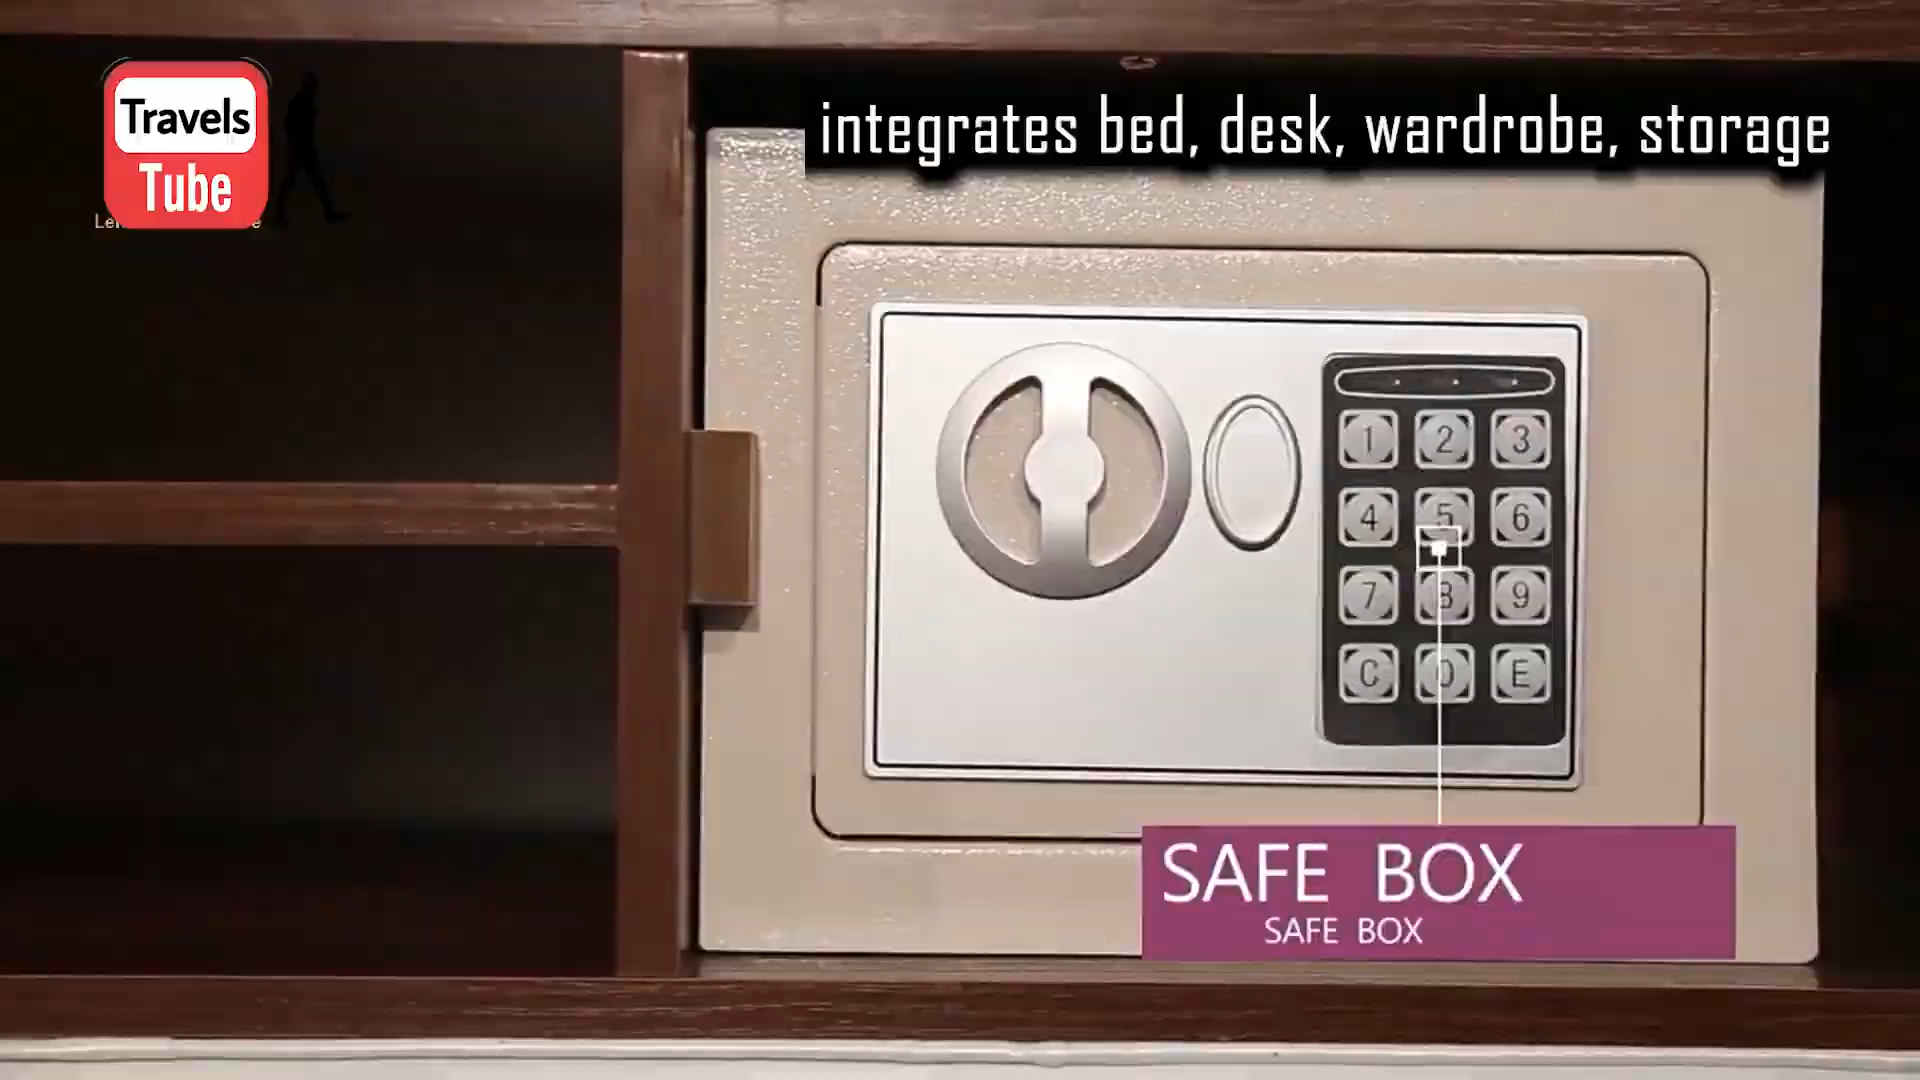 Travels
Tube
integrates bed, desk, wardrobe, storage
1 2 3
4 5 6
7 8 9
C 0 E
SAFE BOX
SAFE BOX